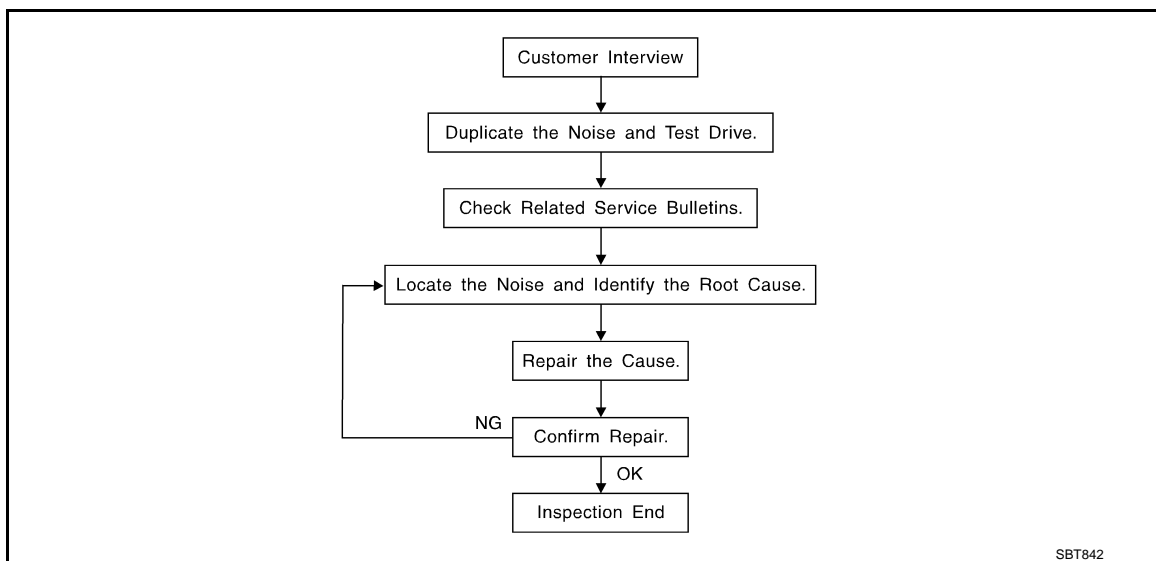 Customer Interview
Duplicate the Noise and Test Drive.
Check Related Service Bulletins.
Locate the Noise and Identify the Root Cause.
Repair the Cause.
NG
Confirm Repair.
OK
Inspection End
SBT842